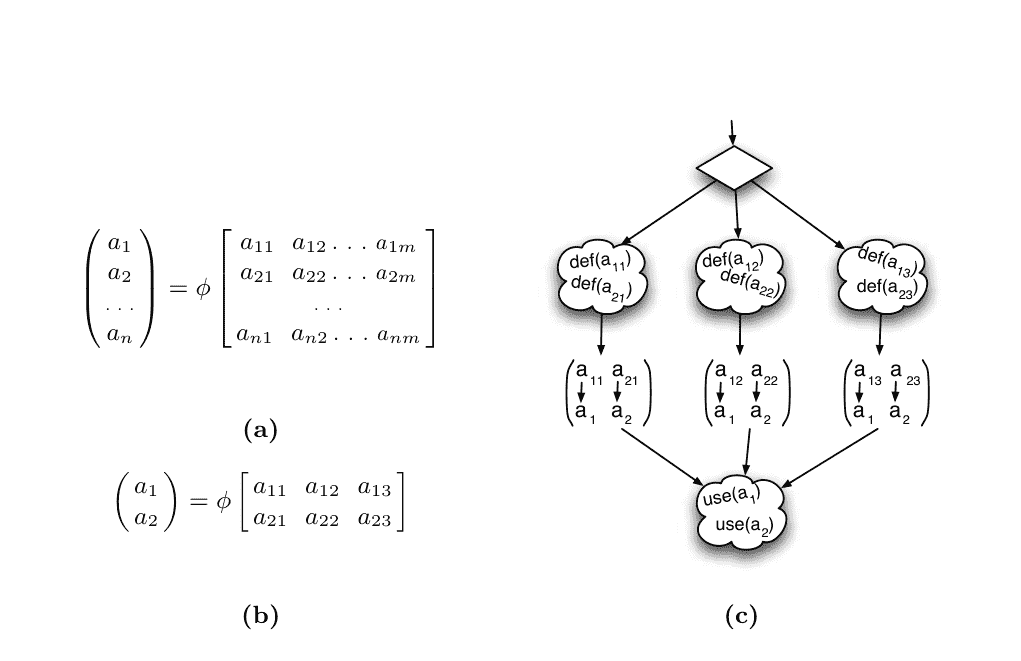 a1 a11 a12 . . . a1m
a2 = ϕ a21 a22 . . . a2m
. . . . . .
an an1 an2 . . . anm
(a)
a1 = ϕ a11 a12 a13
a2 a21 a22 a23
(b)
def(a11) def(a12) def(a13)
def(a21) def(a22) def(a23)
a11 a21 a12 a22 a13 a23
a1 a2 a1 a2 a1 a2
use(a1)
use(a2)
(c)